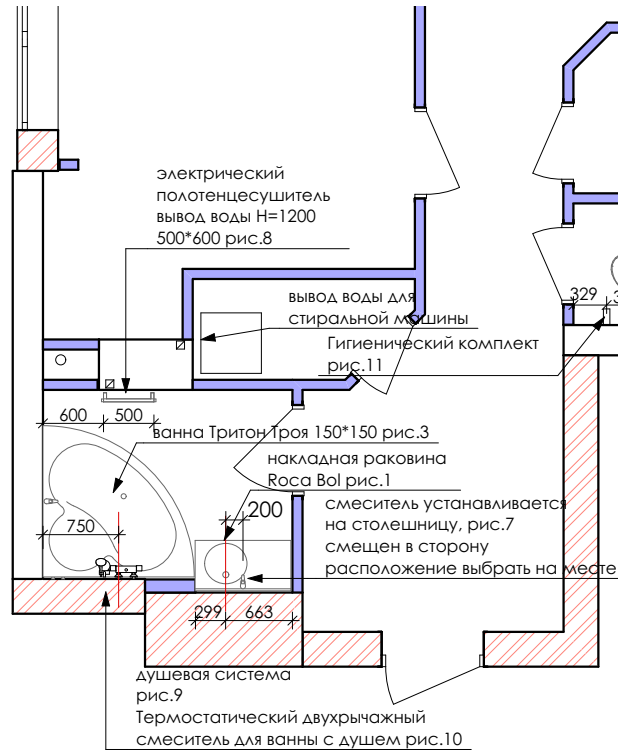 электрический
полотенцесушитель
вывод воды H=1200
500*600 рис.8
вывод воды для
стиральной машины
329
Гигиенический комплект
рис.11
600
500
ванна Тритон Троя 150*150 рис.3
накладная раковина
Roca Bol рис.1
200
смеситель устанавливается
на столешницу, рис.7
смещен в сторону
расположение выбрать на месте
750
299
663
душевая система
рис.9
Термостатический двухрычажный
смеситель для ванны с душем рис.10